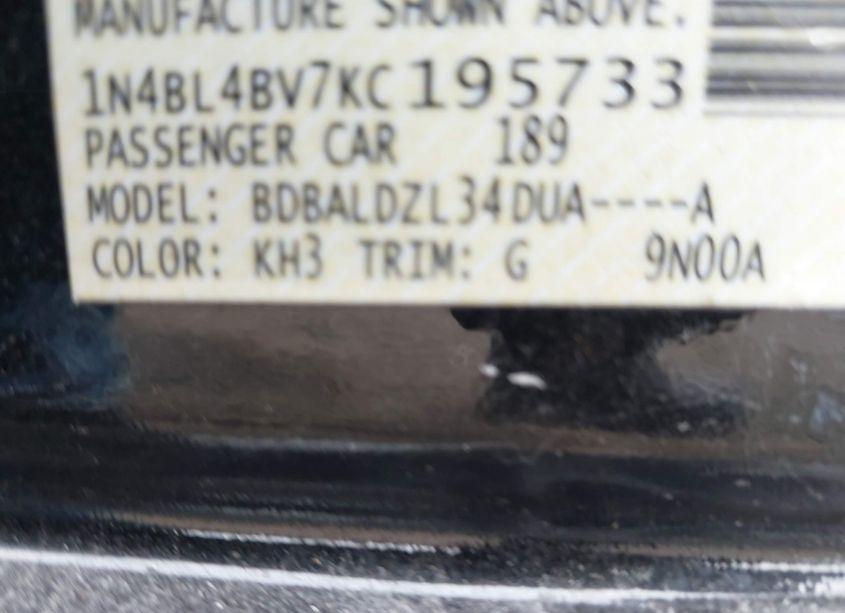 MANUFACTURE SHOWN ABOVE.
1N4BL4BV7KC195733
PASSENGER CAR 189
MODEL: BDBALDZL34DUA----A
COLOR: KH3 TRIM: G 9N00A